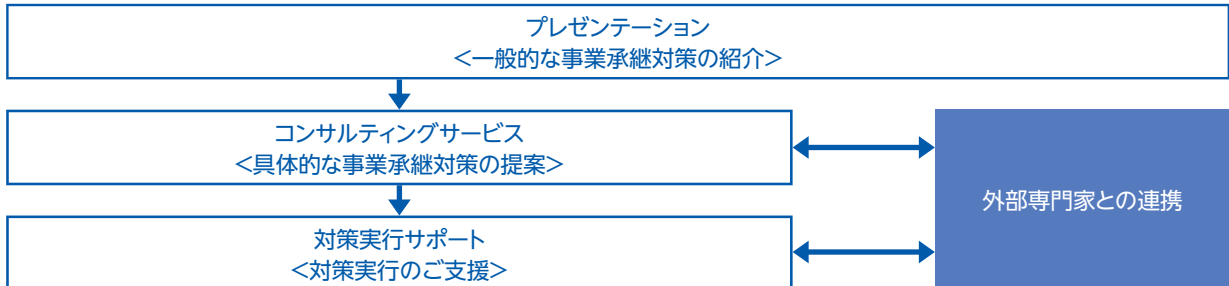 プレゼンテーション
<一般的な事業承継対策の紹介>
コンサルティングサービス
<具体的な事業承継対策の提案>
対策実行サポート
<対策実行のご支援>
外部専門家との連携